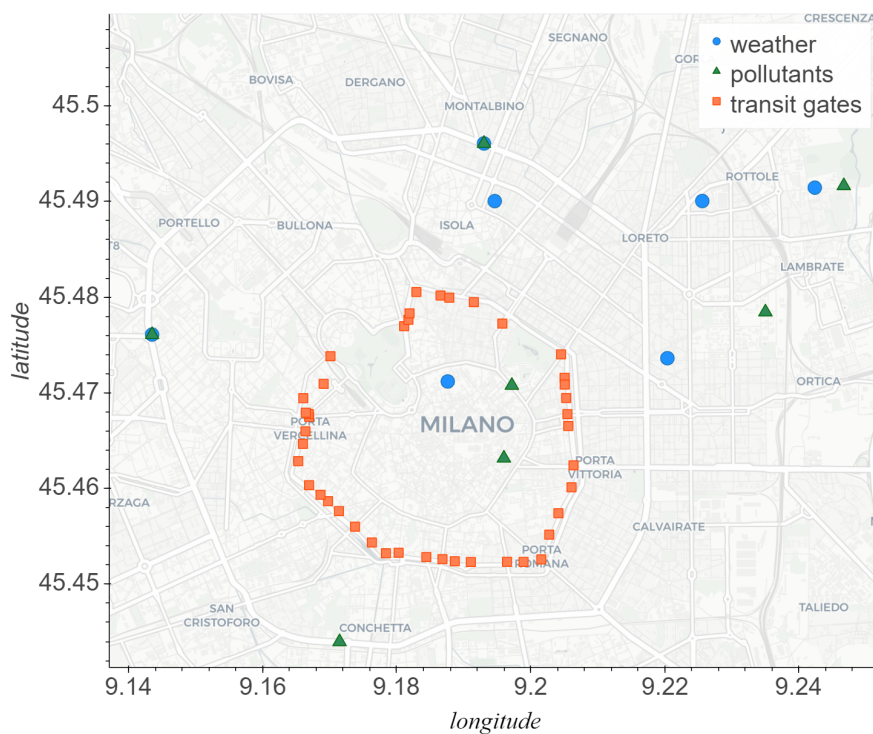 CRESCENZA
SEGNANO
weather
GOR
BOVISA
DERGANO
pollutants
45.5
MONTALBINO
transit gates
45.49
ROTTOLE
PORTELLO
BULLONA
ISOLA
LORETO
T8
LAMBRATE
45.48
latitude
45.47
ORTICA
PORTA
VERCELLINA
MILANO
PORTA
VITTORIA
45.46
RZAGA
CALVAIRATE
PORTA
ROMANA
45.45
SAN
CRISTOFORO
CONCHETTA
TALIEDO
9.14
9.16
9.18
9.2
9.22
9.24
longitude